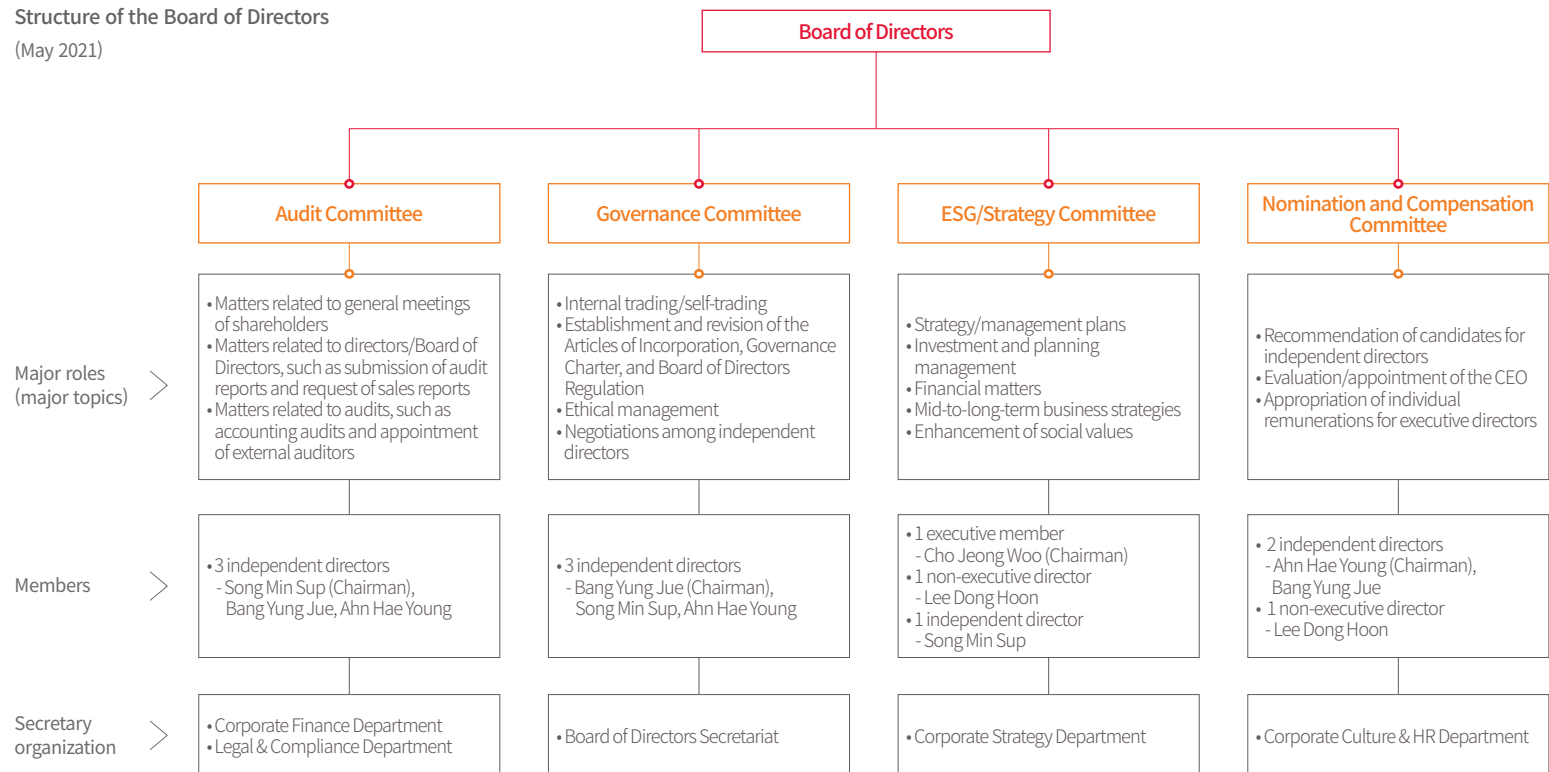 Structure of the Board of Directors
(May 2021)
Board of Directors
Audit Committee
Governance Committee
ESG/Strategy Committee
Nomination and Compensation
Committee
Major roles
(major topics)
• Matters related to general meetings
of shareholders
• Matters related to directors/Board of
Directors, such as submission of audit
reports and request of sales reports
• Matters related to audits, such as
accounting audits and appointment
of external auditors
• Internal trading/self-trading
• Establishment and revision of the
Articles of Incorporation, Governance
Charter, and Board of Directors
Regulation
• Ethical management
• Negotiations among independent
directors
• Strategy/management plans
• Investment and planning
management
• Financial matters
• Mid-to-long-term business strategies
• Enhancement of social values
• Recommendation of candidates for
independent directors
• Evaluation/appointment of the CEO
• Appropriation of individual
remunerations for executive directors
Members
• 3 independent directors
- Song Min Sup (Chairman),
Bang Yung Jue, Ahn Hae Young
• 3 independent directors
- Bang Yung Jue (Chairman),
Song Min Sup, Ahn Hae Young
• 1 executive member
- Cho Jeong Woo (Chairman)
• 1 non-executive director
- Lee Dong Hoon
• 1 independent director
- Song Min Sup
• 2 independent directors
- Ahn Hae Young (Chairman),
Bang Yung Jue
• 1 non-executive director
- Lee Dong Hoon
Secretary
organization
• Corporate Finance Department
• Legal & Compliance Department
• Board of Directors Secretariat
• Corporate Strategy Department
• Corporate Culture & HR Department